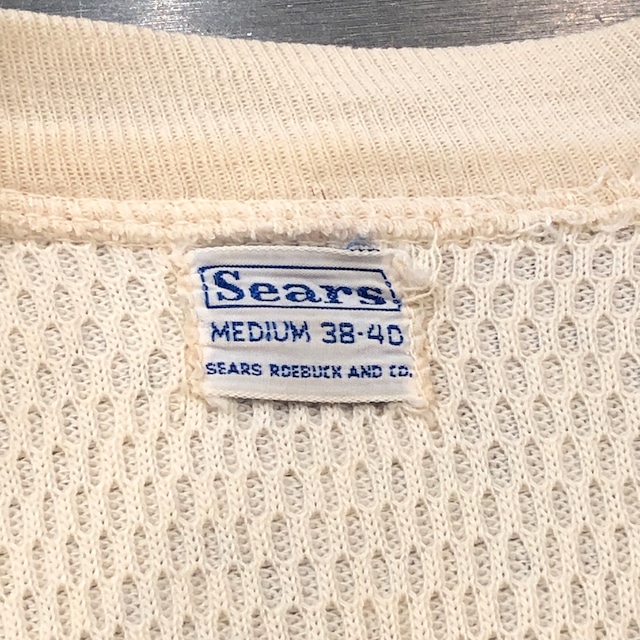 Sears
MEDIUM 38-40
SEARS ROEBUCK AND CO.